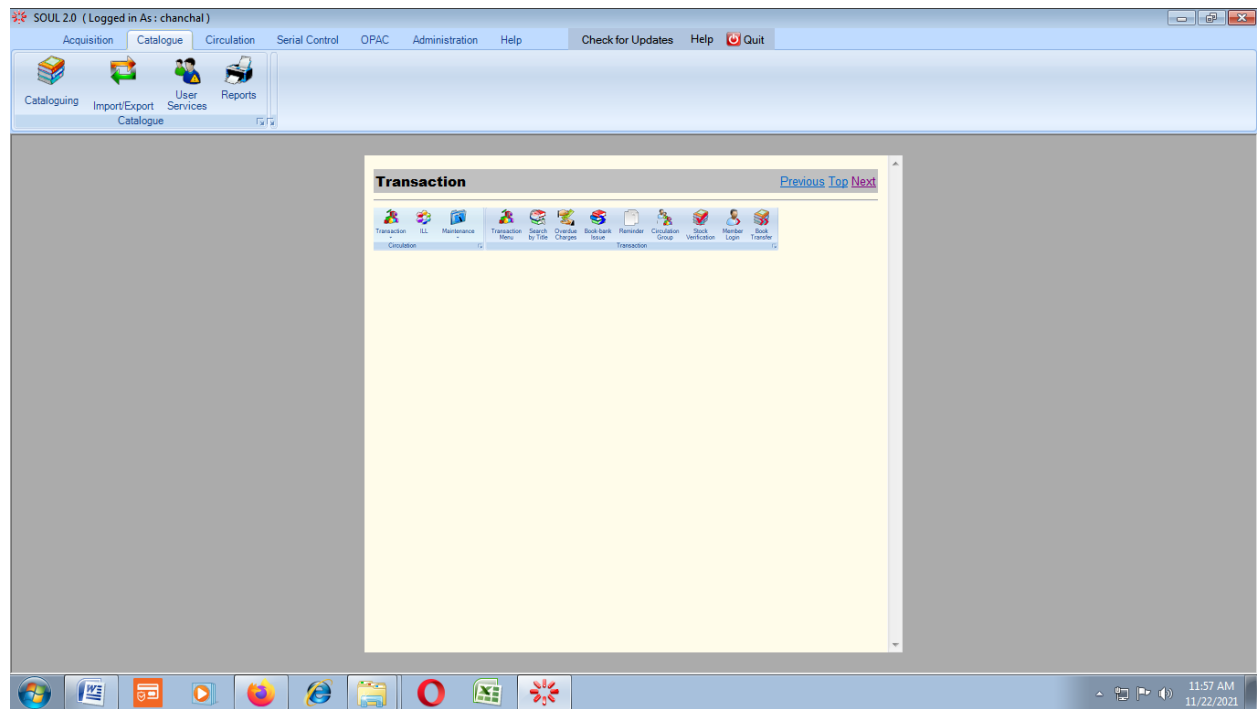 SOUL 2.0 ( Logged in As : chanchal )
Acquisition Catalogue Circulation Serial Control OPAC Administration Help Check for Updates Help Quit
Cataloguing Import/Export User Services Reports
Catalogue
Transaction Previous Top Next
Transaction ILL Maintenance Transaction Menu Search by Title Overdue Charges Book-bank Issue Reminder Circulation Group Stock Verification Member Login Book Transfer
Circulation Transaction
11:57 AM
11/22/2021